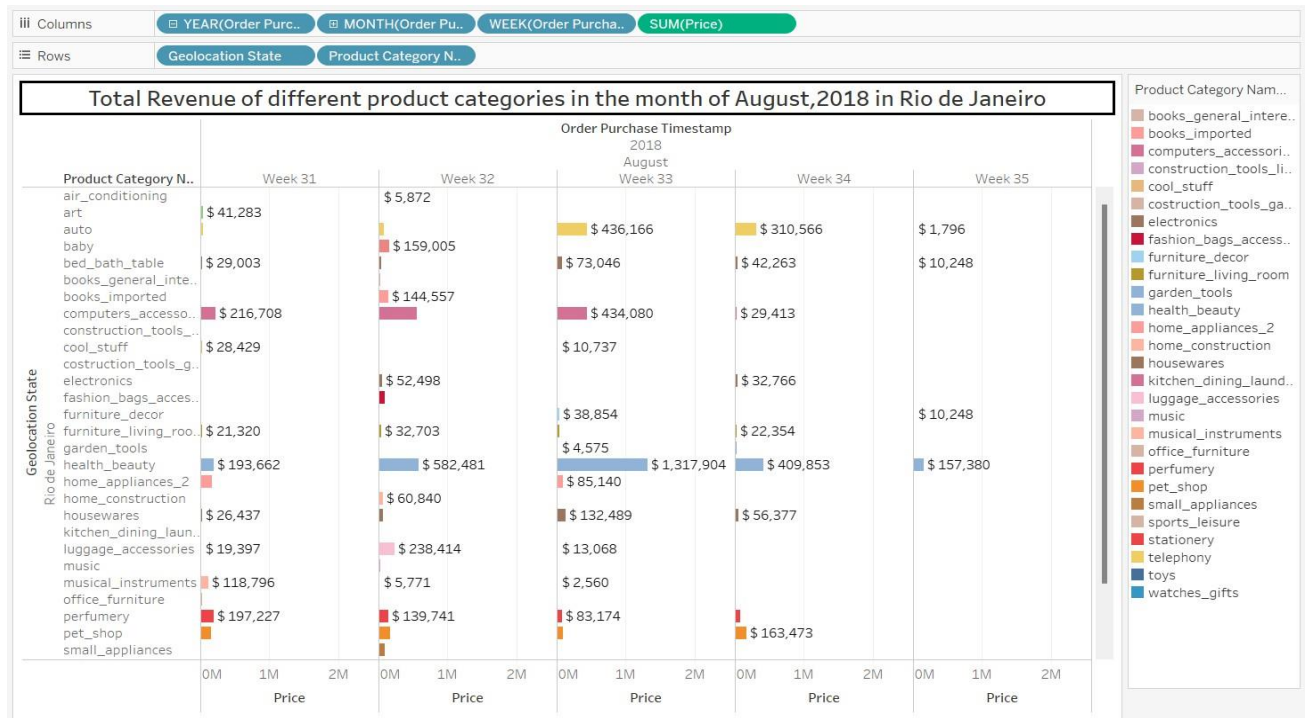 iii Columns
YEAR(Order Purc.. MONTH(Order Pu.. WEEK(Order Purcha.. SUM(Price)
Rows
Geolocation State Product Category N..
Total Revenue of different product categories in the month of August,2018 in Rio de Janeiro
Order Purchase Timestamp
2018
August
Product Category N.. Week 31 Week 32 Week 33 Week 34 Week 35
Geolocation State
Rio de Janeiro
air_conditioning $ 5,872
art $ 41,283
auto $ 436,166 $ 310,566 $ 1,796
baby $ 159,005
bed_bath_table $ 29,003 $ 73,046 $ 42,263 $ 10,248
books_general_inte..
books_imported $ 144,557
computers_accesso.. $ 216,708 $ 434,080 $ 29,413
construction_tools_..
cool_stuff $ 28,429 $ 10,737
costruction_tools_g..
electronics $ 52,498 $ 32,766
fashion_bags_acces..
furniture_decor $ 38,854 $ 10,248
furniture_living_roo.. $ 21,320 $ 32,703 $ 22,354
garden_tools $ 4,575
health_beauty $ 193,662 $ 582,481 $ 1,317,904 $ 409,853 $ 157,380
home_appliances_2 $ 85,140
home_construction $ 60,840
housewares $ 26,437 $ 132,489 $ 56,377
kitchen_dining_laun..
luggage_accessories $ 19,397 $ 238,414 $ 13,068
music
musical_instruments $ 118,796 $ 5,771 $ 2,560
office_furniture
perfumery $ 197,227 $ 139,741 $ 83,174
pet_shop $ 163,473
small_appliances
0M 1M 2M 0M 1M 2M 0M 1M 2M 0M 1M 2M 0M 1M 2M
Price Price Price Price Price
Product Category Nam...
books_general_intere..
books_imported
computers_accessori..
construction_tools_li..
cool_stuff
costruction_tools_ga..
electronics
fashion_bags_access..
furniture_decor
furniture_living_room
garden_tools
health_beauty
home_appliances_2
home_construction
housewares
kitchen_dining_laund..
luggage_accessories
music
musical_instruments
office_furniture
perfumery
pet_shop
small_appliances
sports_leisure
stationery
telephony
toys
watches_gifts